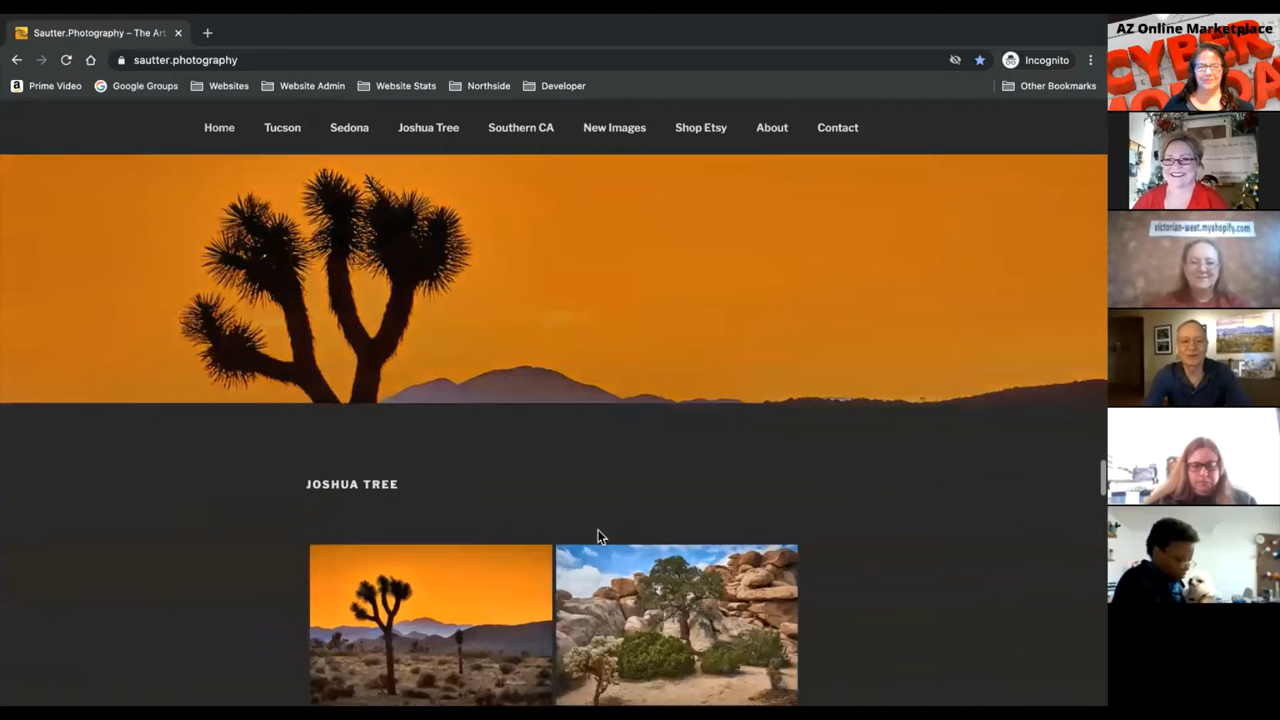 Sautter.Photography – The Art
sautter.photography
Incognito
Prime Video
Google Groups
Websites
Website Admin
Website Stats
Northside
Developer
Other Bookmarks
Home
Tucson
Sedona
Joshua Tree
Southern CA
New Images
Shop Etsy
About
Contact
JOSHUA TREE
AZ Online Marketplace
CYBER
victorian-west.myshopify.com